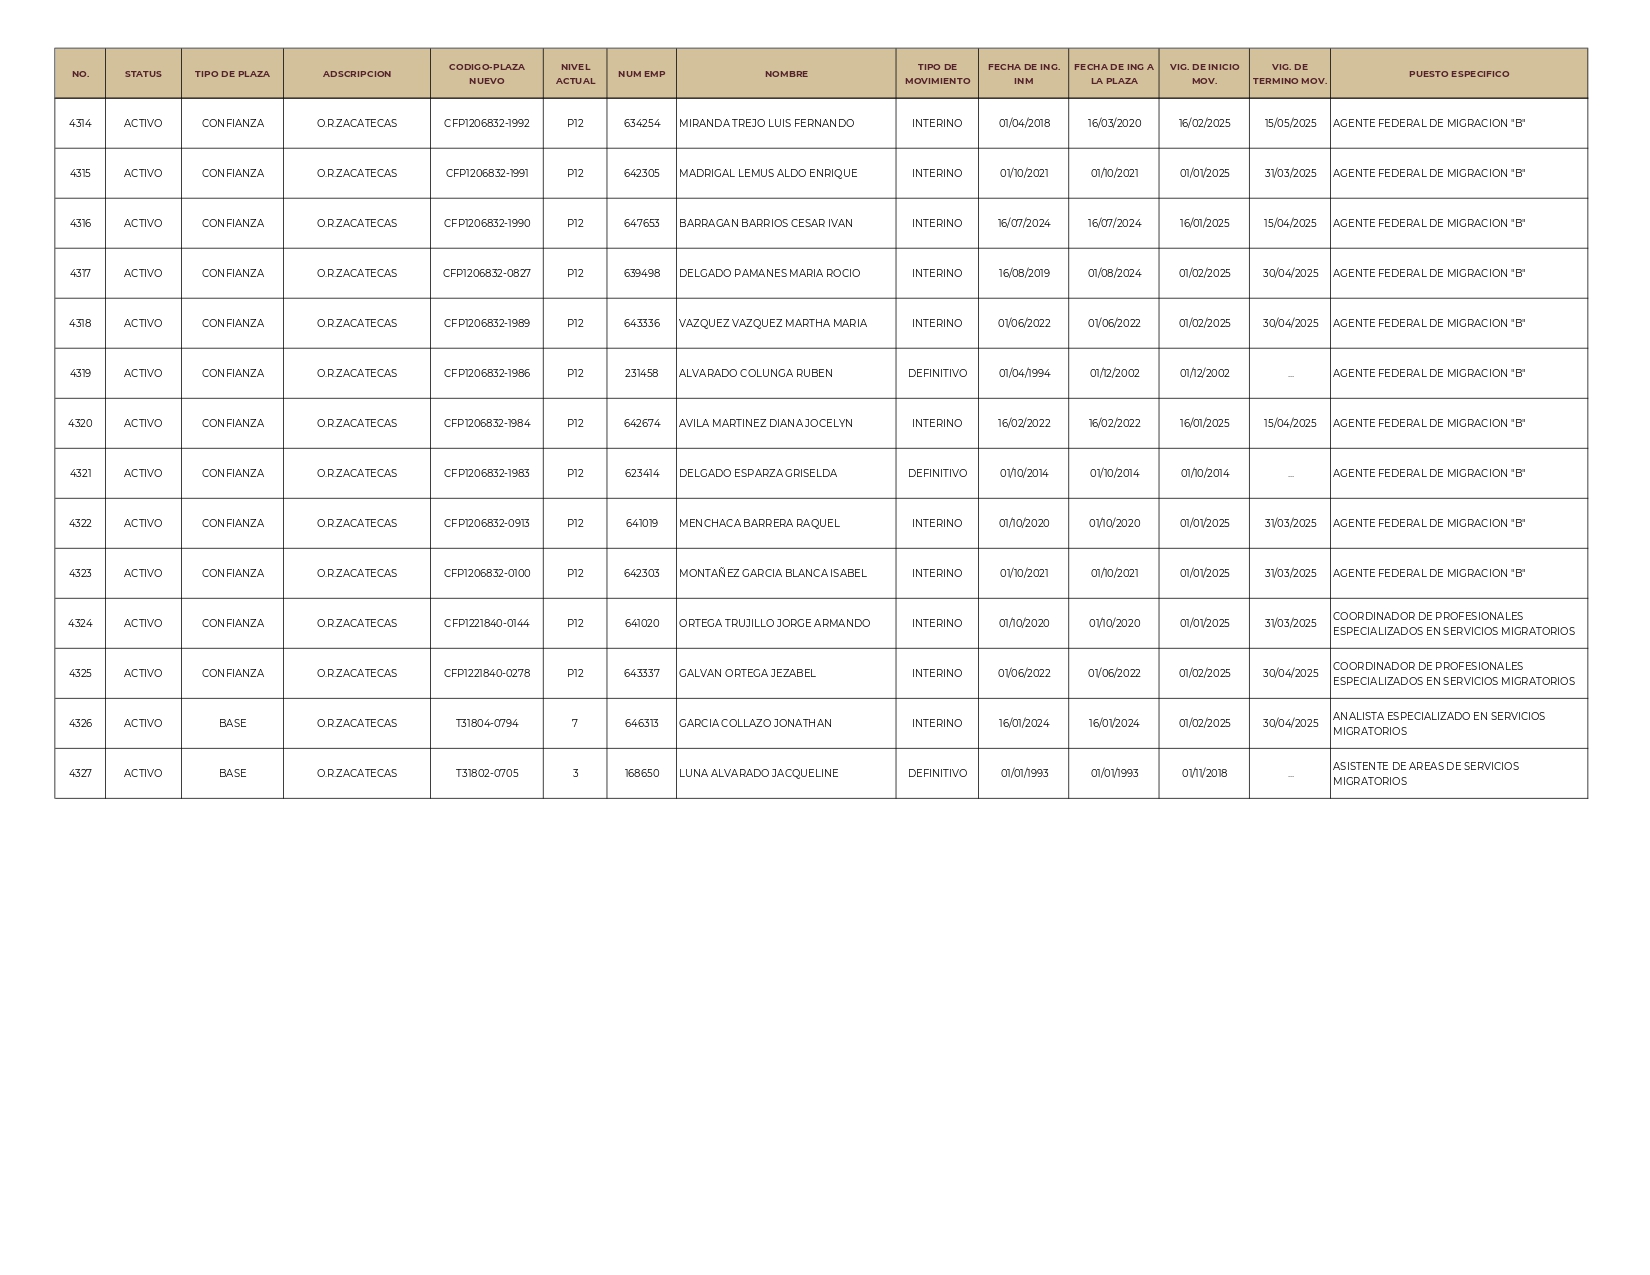 NO. STATUS TIPO DE PLAZA ADSCRIPCION CODIGO-PLAZA NUEVO NIVEL ACTUAL NUM EMP NOMBRE TIPO DE MOVIMIENTO FECHA DE ING. INM FECHA DE ING A LA PLAZA VIG. DE INICIO MOV. VIG. DE TERMINO MOV. PUESTO ESPECIFICO
4314 ACTIVO CONFIANZA O.R.ZACATECAS CFP1206832-1992 P12 634254 MIRANDA TREJO LUIS FERNANDO INTERINO 01/04/2018 16/03/2020 16/02/2025 15/05/2025 AGENTE FEDERAL DE MIGRACION "B"
4315 ACTIVO CONFIANZA O.R.ZACATECAS CFP1206832-1991 P12 642305 MADRIGAL LEMUS ALDO ENRIQUE INTERINO 01/10/2021 01/10/2021 01/01/2025 31/03/2025 AGENTE FEDERAL DE MIGRACION "B"
4316 ACTIVO CONFIANZA O.R.ZACATECAS CFP1206832-1990 P12 647653 BARRAGAN BARRIOS CESAR IVAN INTERINO 16/07/2024 16/07/2024 16/01/2025 15/04/2025 AGENTE FEDERAL DE MIGRACION "B"
4317 ACTIVO CONFIANZA O.R.ZACATECAS CFP1206832-0827 P12 639498 DELGADO PAMANES MARIA ROCIO INTERINO 16/08/2019 01/08/2024 01/02/2025 30/04/2025 AGENTE FEDERAL DE MIGRACION "B"
4318 ACTIVO CONFIANZA O.R.ZACATECAS CFP1206832-1989 P12 643336 VAZQUEZ VAZQUEZ MARTHA MARIA INTERINO 01/06/2022 01/06/2022 01/02/2025 30/04/2025 AGENTE FEDERAL DE MIGRACION "B"
4319 ACTIVO CONFIANZA O.R.ZACATECAS CFP1206832-1986 P12 231458 ALVARADO COLUNGA RUBEN DEFINITIVO 01/04/1994 01/12/2002 01/12/2002 ... AGENTE FEDERAL DE MIGRACION "B"
4320 ACTIVO CONFIANZA O.R.ZACATECAS CFP1206832-1984 P12 642674 AVILA MARTINEZ DIANA JOCELYN INTERINO 16/02/2022 16/02/2022 16/01/2025 15/04/2025 AGENTE FEDERAL DE MIGRACION "B"
4321 ACTIVO CONFIANZA O.R.ZACATECAS CFP1206832-1983 P12 623414 DELGADO ESPARZA GRISELDA DEFINITIVO 01/10/2014 01/10/2014 01/10/2014 ... AGENTE FEDERAL DE MIGRACION "B"
4322 ACTIVO CONFIANZA O.R.ZACATECAS CFP1206832-0913 P12 641019 MENCHACA BARRERA RAQUEL INTERINO 01/10/2020 01/10/2020 01/01/2025 31/03/2025 AGENTE FEDERAL DE MIGRACION "B"
4323 ACTIVO CONFIANZA O.R.ZACATECAS CFP1206832-0100 P12 642303 MONTAÑEZ GARCIA BLANCA ISABEL INTERINO 01/10/2021 01/10/2021 01/01/2025 31/03/2025 AGENTE FEDERAL DE MIGRACION "B"
4324 ACTIVO CONFIANZA O.R.ZACATECAS CFP1221840-0144 P12 641020 ORTEGA TRUJILLO JORGE ARMANDO INTERINO 01/10/2020 01/10/2020 01/01/2025 31/03/2025 COORDINADOR DE PROFESIONALES
ESPECIALIZADOS EN SERVICIOS MIGRATORIOS
4325 ACTIVO CONFIANZA O.R.ZACATECAS CFP1221840-0278 P12 643337 GALVAN ORTEGA JEZABEL INTERINO 01/06/2022 01/06/2022 01/02/2025 30/04/2025 COORDINADOR DE PROFESIONALES
ESPECIALIZADOS EN SERVICIOS MIGRATORIOS
4326 ACTIVO BASE O.R.ZACATECAS T31804-0794 7 646313 GARCIA COLLAZO JONATHAN INTERINO 16/01/2024 16/01/2024 01/02/2025 30/04/2025 ANALISTA ESPECIALIZADO EN SERVICIOS
MIGRATORIOS
4327 ACTIVO BASE O.R.ZACATECAS T31802-0705 3 168650 LUNA ALVARADO JACQUELINE DEFINITIVO 01/01/1993 01/01/1993 01/11/2018 ... ASISTENTE DE AREAS DE SERVICIOS
MIGRATORIOS